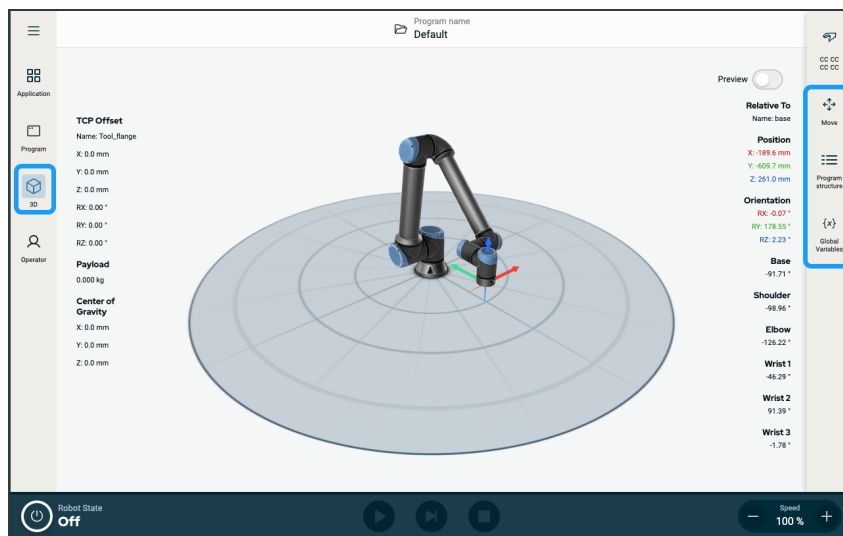 Program name
Default
Application
Program
3D
Operator
TCP Offset
Name: Tool_flange
X: 0.0 mm
Y: 0.0 mm
Z: 0.0 mm
RX: 0.00 °
RY: 0.00 °
RZ: 0.00 °
Payload
0.000 kg
Center of
Gravity
X: 0.0 mm
Y: 0.0 mm
Z: 0.0 mm
Preview
Relative To
Name: base
Position
X: -189.6 mm
Y: -609.7 mm
Z: 261.0 mm
Orientation
RX: -0.07 °
RY: 178.55 °
RZ: 2.23 °
Base
-91.71 °
Shoulder
-98.96 °
Elbow
-126.22 °
Wrist 1
-46.29 °
Wrist 2
91.39 °
Wrist 3
-1.78 °
CC CC
CC CC
Move
Program
structure
{x}
Global
Variables
Robot State
Off
Speed
100 %